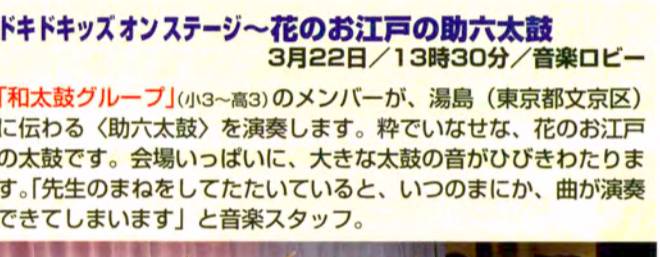 ドキドキッズ オン ステージ〜花のお江戸の助六太鼓
3月22日／13時30分／音楽ロビー
「和太鼓グループ」(小3〜高3)のメンバーが、湯島（東京都文京区）
に伝わる〈助六太鼓〉を演奏します。粋でいなせな、花のお江戸
の太鼓です。会場いっぱいに、大きな太鼓の音がひびきわたりま
す。「先生のまねをしてたたいていると、いつのまにか、曲が演奏
できてしまいます」と音楽スタッフ。